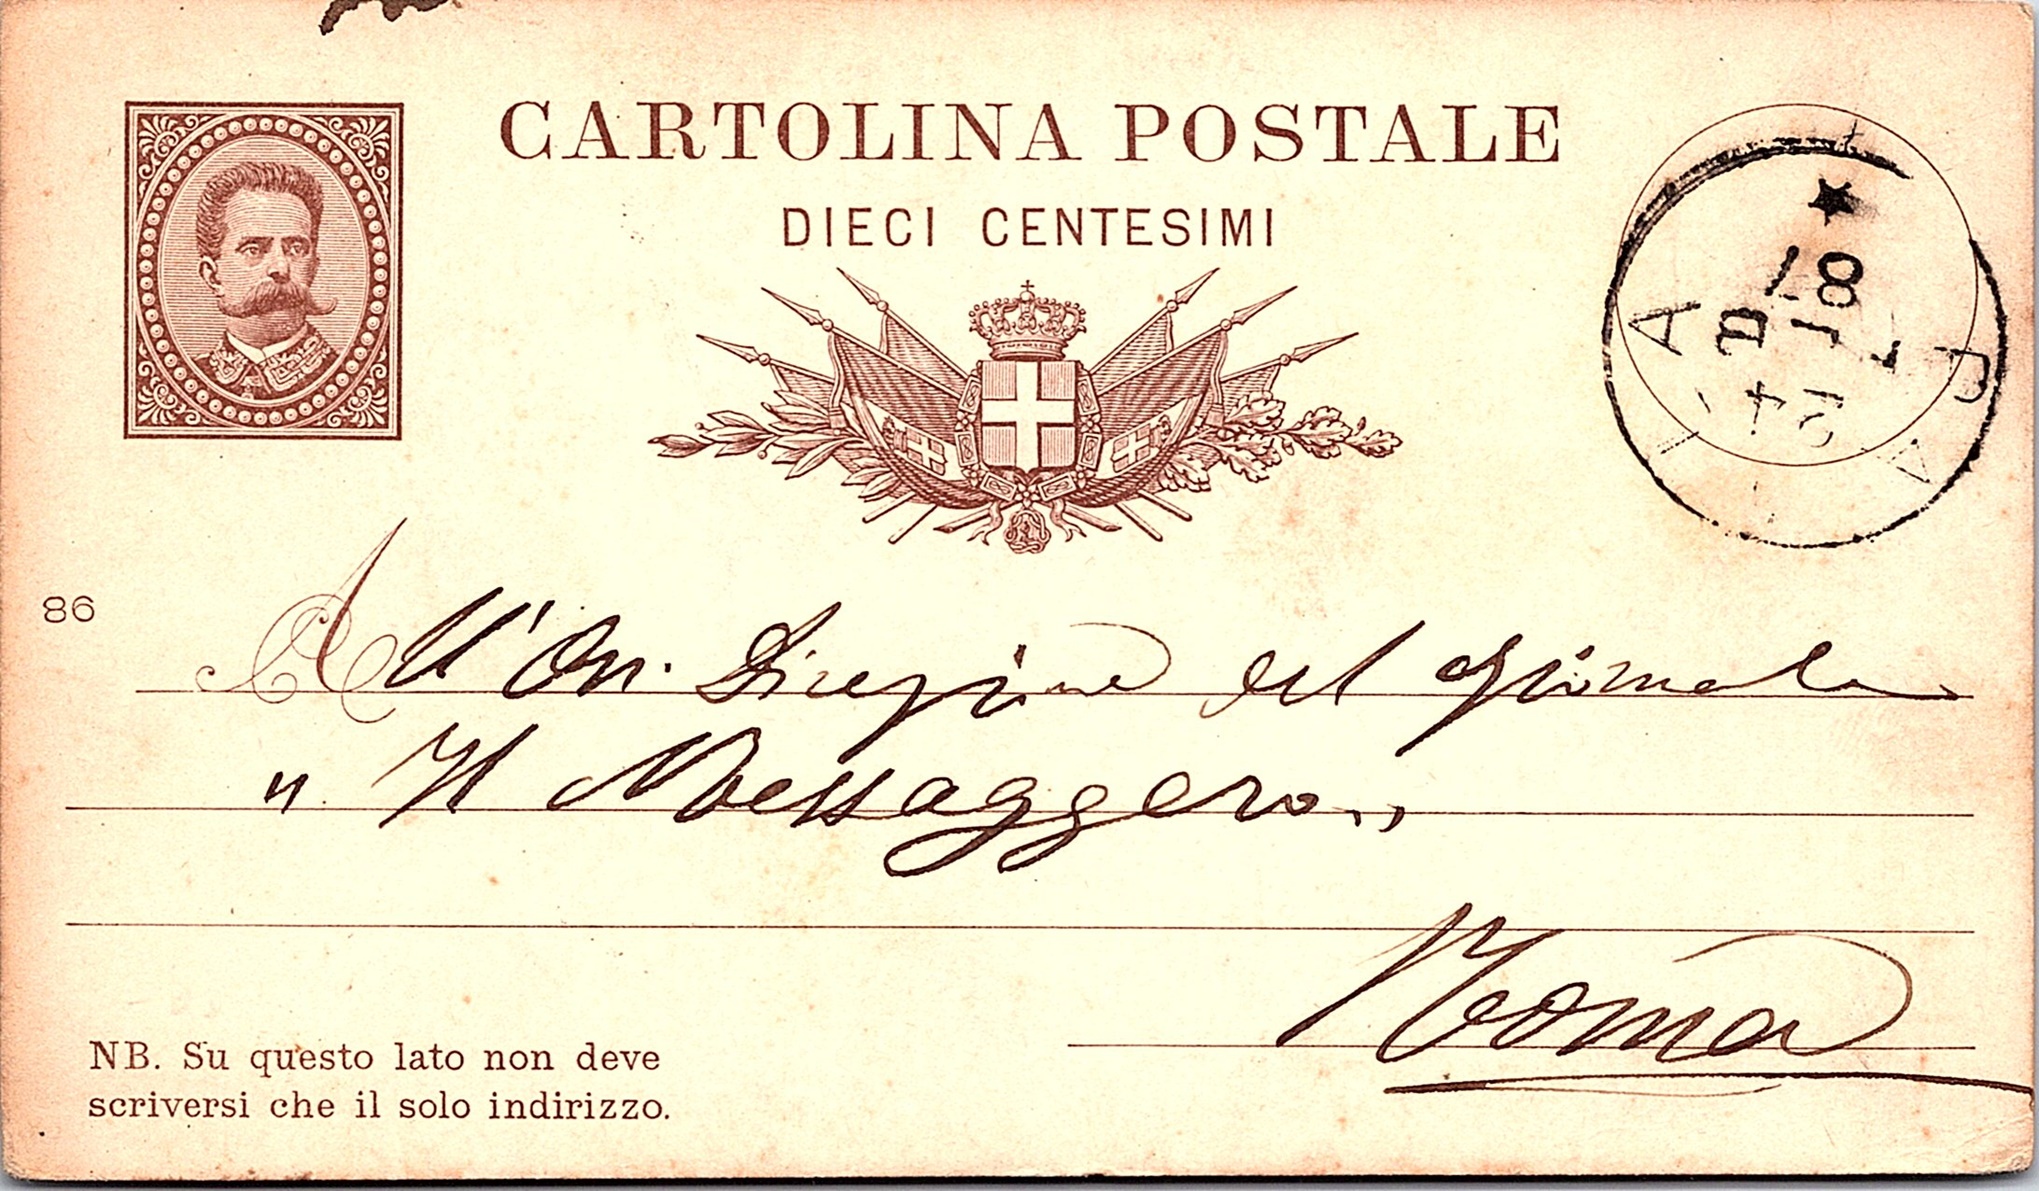 CARTOLINA POSTALE
DIECI CENTESIMI
87
86
All'On. Direzione del Giornale
" Il Messaggero „
Roma
NB. Su questo lato non deve
scriversi che il solo indirizzo.